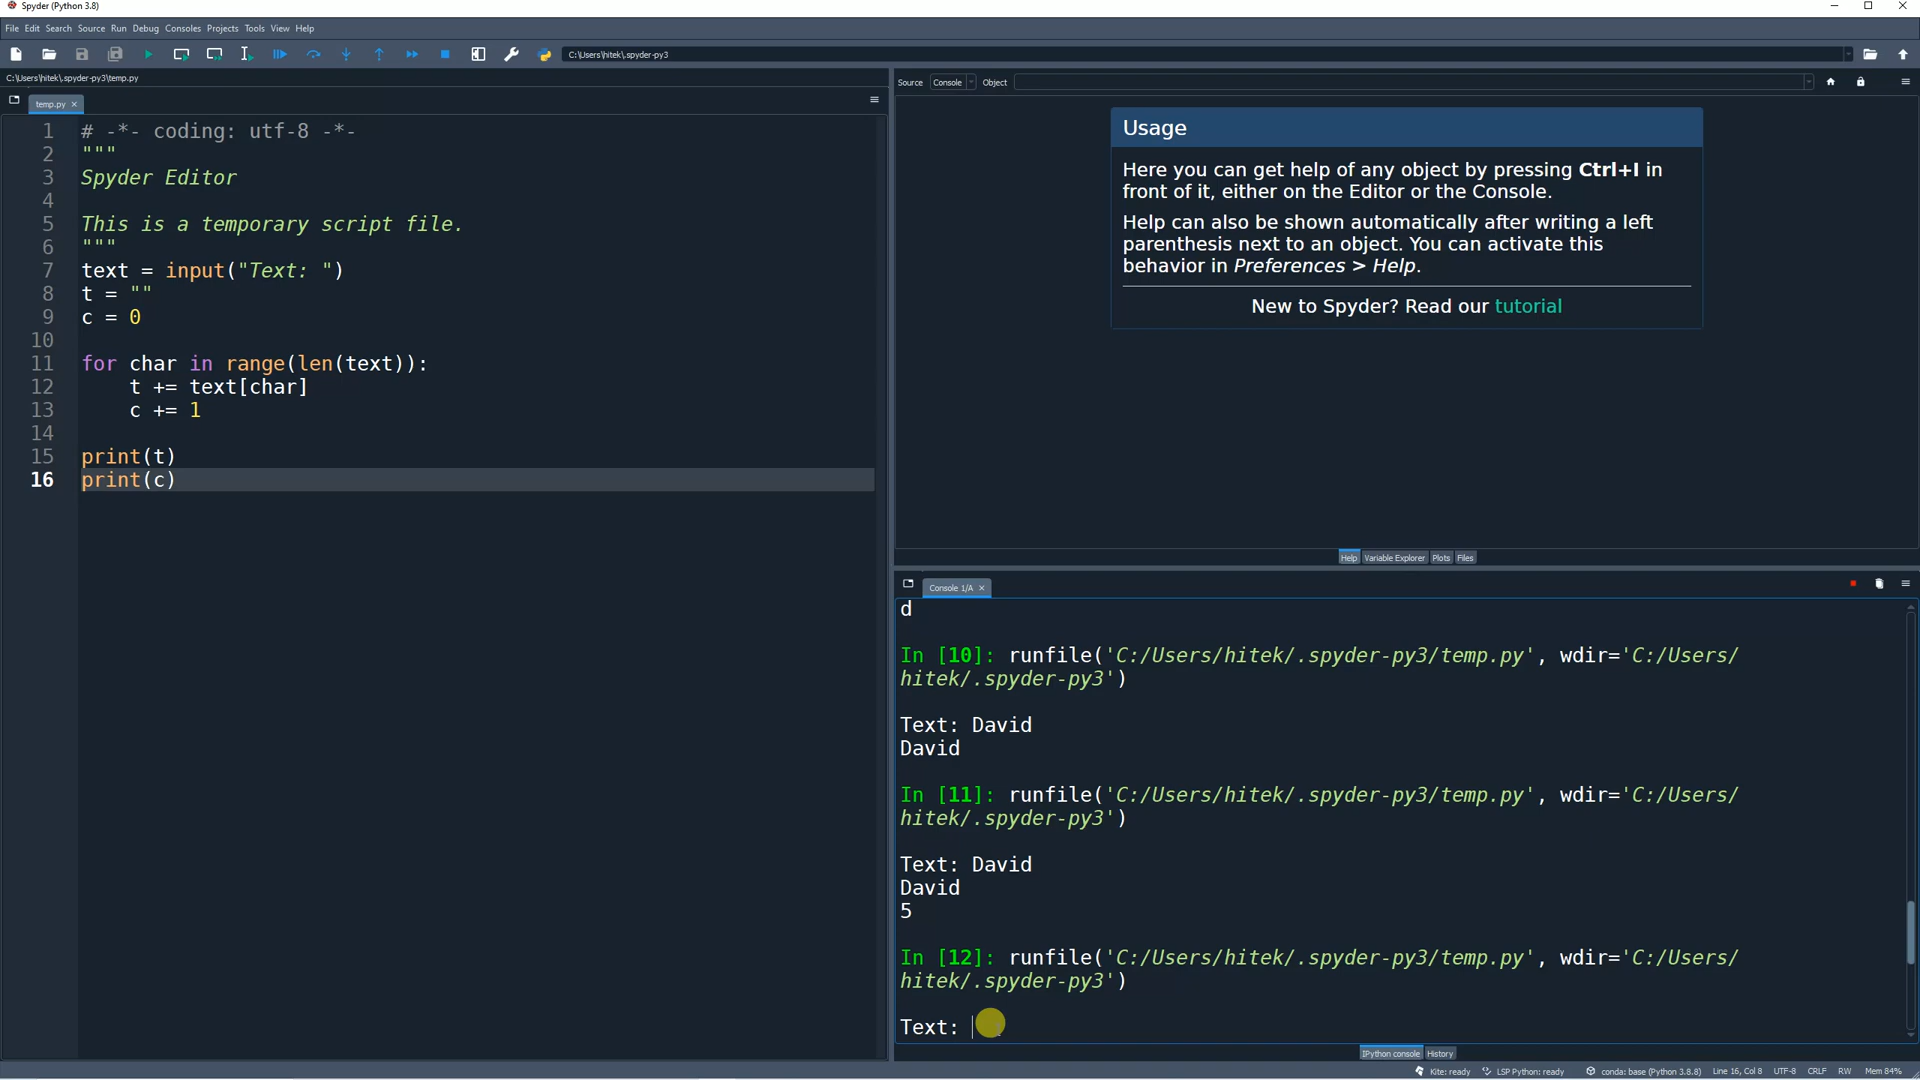 Spyder (Python 3.8)
File Edit Search Source Run Debug Consoles Projects Tools View Help
C:\Users\hitek\.spyder-py3
C:\Users\hitek\.spyder-py3\temp.py
temp.py
1 # -*- coding: utf-8 -*-
2 """
3 Spyder Editor
4
5 This is a temporary script file.
6 """
7 text = input("Text: ")
8 t = ""
9 c = 0
10
11 for char in range(len(text)):
12     t += text[char]
13     c += 1
14
15 print(t)
16 print(c)
Source Console Object
Usage
Here you can get help of any object by pressing Ctrl+I in
front of it, either on the Editor or the Console.
Help can also be shown automatically after writing a left
parenthesis next to an object. You can activate this
behavior in Preferences > Help.
New to Spyder? Read our tutorial
Help Variable Explorer Plots Files
Console 1/A
d
In [10]: runfile('C:/Users/hitek/.spyder-py3/temp.py', wdir='C:/Users/
hitek/.spyder-py3')
Text: David
David
In [11]: runfile('C:/Users/hitek/.spyder-py3/temp.py', wdir='C:/Users/
hitek/.spyder-py3')
Text: David
David
5
In [12]: runfile('C:/Users/hitek/.spyder-py3/temp.py', wdir='C:/Users/
hitek/.spyder-py3')
Text:
IPython console History
Kite: ready LSP Python: ready conda: base (Python 3.8.8) Line 16, Col 8 UTF-8 CRLF RW Mem 84%